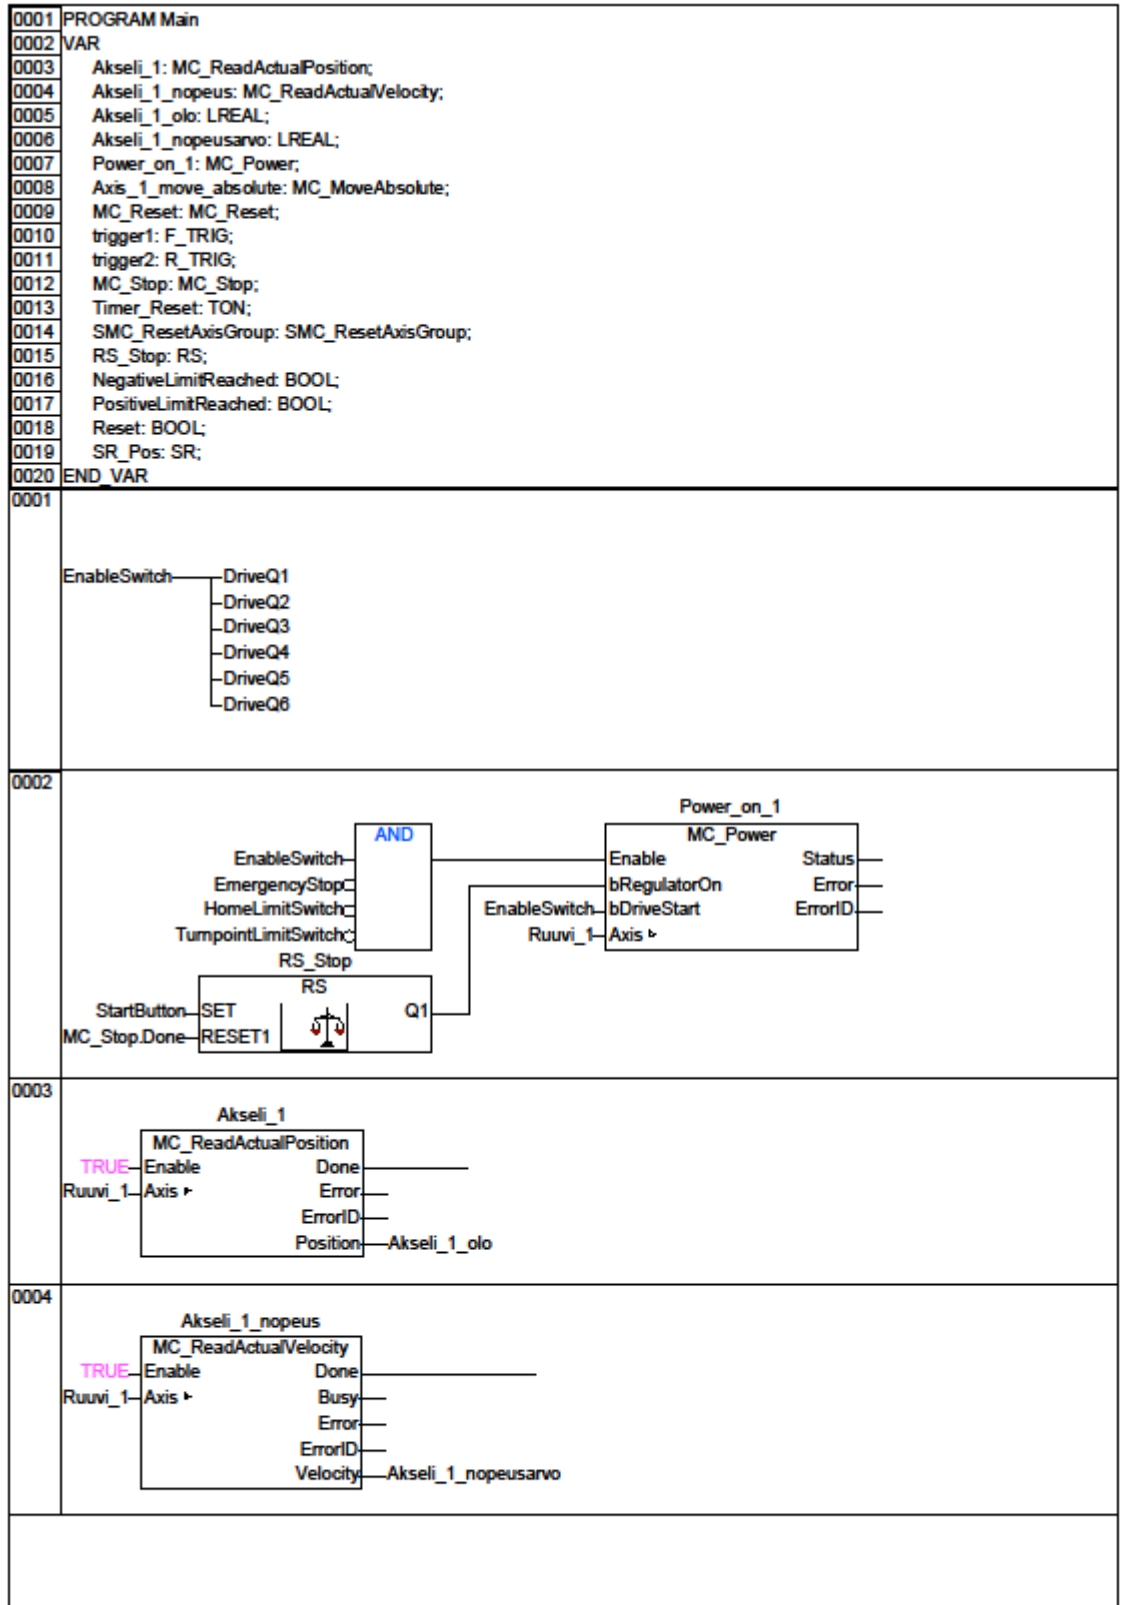 0001 PROGRAM Main
0002 VAR
0003 Akseli_1: MC_ReadActualPosition;
0004 Akseli_1_nopeus: MC_ReadActualVelocity;
0005 Akseli_1_olo: LREAL;
0006 Akseli_1_nopeusarvo: LREAL;
0007 Power_on_1: MC_Power;
0008 Axis_1_move_absolute: MC_MoveAbsolute;
0009 MC_Reset: MC_Reset;
0010 trigger1: F_TRIG;
0011 trigger2: R_TRIG;
0012 MC_Stop: MC_Stop;
0013 Timer_Reset: TON;
0014 SMC_ResetAxisGroup: SMC_ResetAxisGroup;
0015 RS_Stop: RS;
0016 NegativeLimitReached: BOOL;
0017 PositiveLimitReached: BOOL;
0018 Reset: BOOL;
0019 SR_Pos: SR;
0020 END_VAR
0001
EnableSwitch DriveQ1
DriveQ2
DriveQ3
DriveQ4
DriveQ5
DriveQ6
0002
Power_on_1
AND MC_Power
EnableSwitch Enable Status
EmergencyStop bRegulatorOn Error
HomeLimitSwitch EnableSwitch bDriveStart ErrorID
TurnpointLimitSwitch Ruuvi_1 Axis
RS_Stop
RS
StartButton SET Q1
MC_Stop.Done RESET1
0003
Akseli_1
MC_ReadActualPosition
TRUE Enable Done
Ruuvi_1 Axis Error
ErrorID
Position Akseli_1_olo
0004
Akseli_1_nopeus
MC_ReadActualVelocity
TRUE Enable Done
Ruuvi_1 Axis Busy
Error
ErrorID
Velocity Akseli_1_nopeusarvo